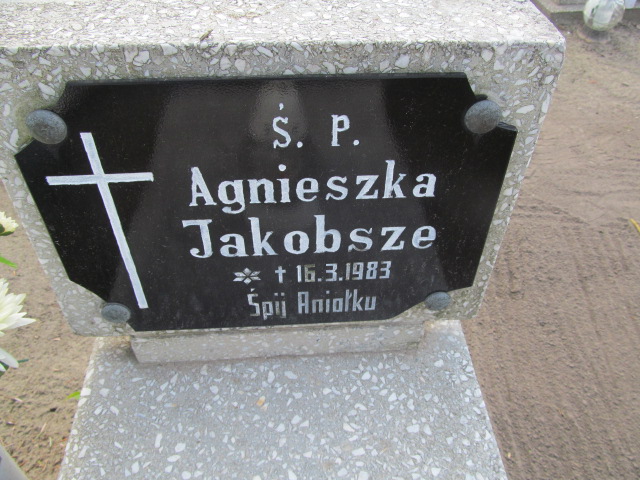 Ś. P.
Agnieszka
Jakobsze
* † 16.3.1983
Śpij Aniołku